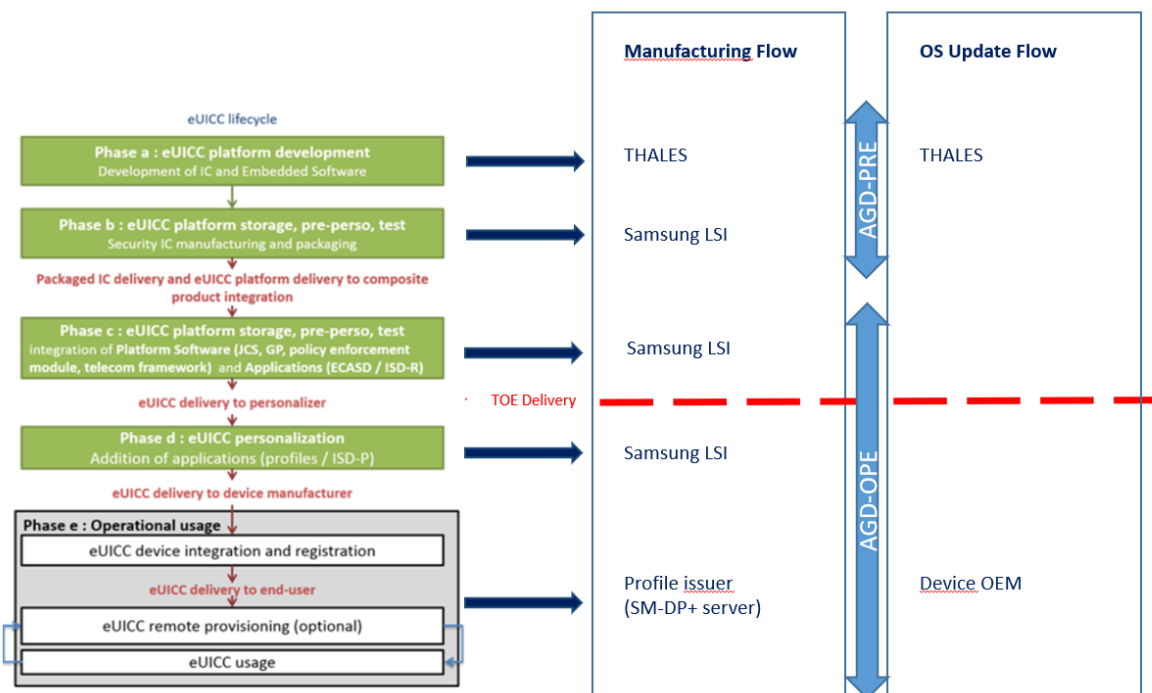 Manufacturing Flow
OS Update Flow
eUICC lifecycle
Phase a : eUICC platform development
Development of IC and Embedded Software
THALES
AGD-PRE
THALES
Phase b : eUICC platform storage, pre-perso, test
Security IC manufacturing and packaging
Samsung LSI
Packaged IC delivery and eUICC platform delivery to composite
product integration
Phase c : eUICC platform storage, pre-perso, test
integration of Platform Software (JCS, GP, policy enforcement
module, telecom framework) and Applications (ECASD / ISD-R)
Samsung LSI
eUICC delivery to personalizer
TOE Delivery
Phase d : eUICC personalization
Addition of applications (profiles / ISD-P)
Samsung LSI
AGD-OPE
eUICC delivery to device manufacturer
Phase e : Operational usage
eUICC device integration and registration
eUICC delivery to end-user
Profile issuer
(SM-DP+ server)
Device OEM
eUICC remote provisioning (optional)
eUICC usage